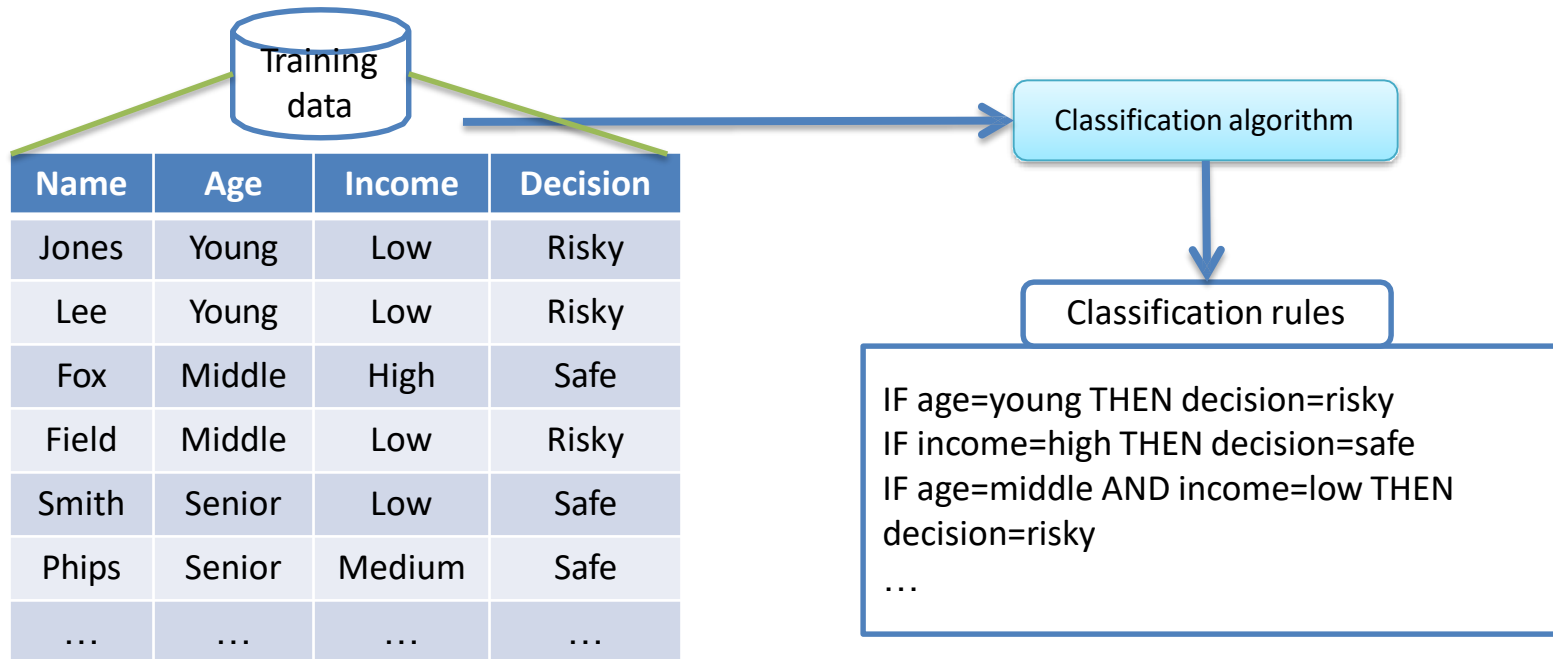 Training
data
Classification algorithm
Name Age Income Decision
Jones Young Low Risky
Lee Young Low Risky
Fox Middle High Safe
Field Middle Low Risky
Smith Senior Low Safe
Phips Senior Medium Safe
… … … …
Classification rules
IF age=young THEN decision=risky
IF income=high THEN decision=safe
IF age=middle AND income=low THEN
decision=risky
…